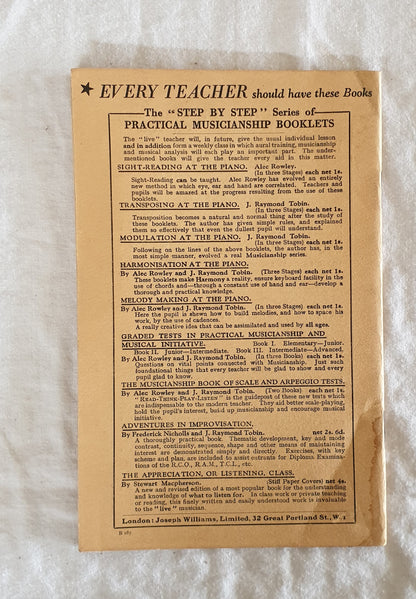 ★ EVERY TEACHER should have these Books
—The "STEP BY STEP" Series of—
PRACTICAL MUSICIANSHIP BOOKLETS
The "live" teacher will, in future, give the usual individual lesson
and in addition form a weekly class in which aural training, musicianship
and musical analysis will each play an important part. The under-
mentioned books will give the teacher every aid in this matter.
SIGHT-READING AT THE PIANO. Alec Rowley.
(In three Stages) each net 1s.
Sight-Reading can be taught. Alec Rowley has evolved an entirely
new method in which eye, ear and hand are correlated. Teachers and
pupils will be amazed at the progress resulting from the use of these
booklets.
TRANSPOSING AT THE PIANO. J. Raymond Tobin.
(In three Stages) each net 1s.
Transposition becomes a natural and normal thing after the study of
these booklets. The author has given simple rules, and explained
them so effectively that even the dullest pupil will understand.
MODULATION AT THE PIANO. J. Raymond Tobin.
(In three Stages) each net 1s.
Following on the lines of the above booklets, the author has, in the
most simple manner, evolved a real Musicianship series.
HARMONISATION AT THE PIANO.
By Alec Rowley and J. Raymond Tobin. (Three Stages) each net 1s.
These booklets make Harmony a reality, ensure keyboard facility in the
use of chords and—through a constant use of hand and ear—develop a
thorough and practical knowledge.
MELODY MAKING AT THE PIANO.
By Alec Rowley and J. Raymond Tobin. (In three Stages) each net 1s.
Here the pupil is shown how to build melodies, and how to space his
work, by the use of cadences.
A really creative idea that can be assimilated and used by all ages.
GRADED TESTS IN PRACTICAL MUSICIANSHIP AND
MUSICAL INITIATIVE. Book I. Elementary—Junior.
Book II. Junior—Intermediate. Book III. Intermediate—Advanced.
By Alec Rowley and J. Raymond Tobin. (In three Books) each net 1s.
Questions on vital points connected with Musicianship. Just such
foundational things that every teacher will be glad to show and every
pupil glad to know.
THE MUSICIANSHIP BOOK OF SCALE AND ARPEGGIO TESTS.
By Alec Rowley and J. Raymond Tobin. (Two Books) each net 1s.
"READ-THINK-PLAY-LISTEN" is the guidepost of these new tests which
are indispensable to the modern teacher. They aid better scale-playing,
hold the pupil's interest, build up musicianship and encourage musical
initiative.
ADVENTURES IN IMPROVISATION.
By Frederick Nicholls and J. Raymond Tobin. net 2s. 6d.
A thoroughly practical book. Thematic development, key and mode
contrast, continuity, sequence, shape and other means of maintaining
interest are demonstrated simply and directly. Exercises, with key
scheme and plan, are included to assist entrants for Diploma Examina-
tions of the R.C.O., R.A.M., T.C.L., etc.
THE APPRECIATION, OR LISTENING, CLASS.
By Stewart Macpherson. (Stiff Paper Covers) net 4s.
A new and revised edition of a most popular book for the understanding
and knowledge of what to listen for. In class work or private teaching
or reading, this finely written and easily understood work is invaluable
to the "live" musician.
London: Joseph Williams, Limited, 32 Great Portland St., W.1